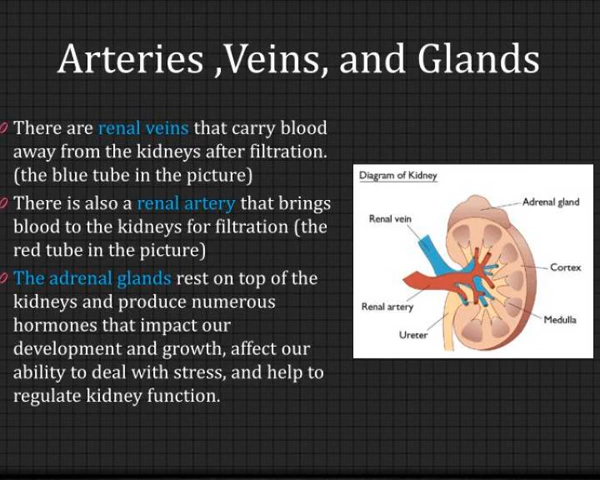 Arteries ,Veins, and Glands
There are renal veins that carry blood
away from the kidneys after filtration.
(the blue tube in the picture)
There is also a renal artery that brings
blood to the kidneys for filtration (the
red tube in the picture)
The adrenal glands rest on top of the
kidneys and produce numerous
hormones that impact our
development and growth, affect our
ability to deal with stress, and help to
regulate kidney function.
Diagram of Kidney
Adrenal gland
Renal vein
Cortex
Renal artery
Medulla
Ureter